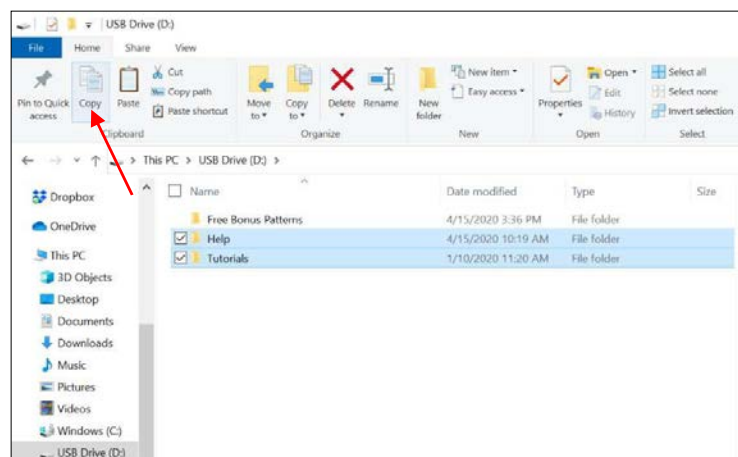 USB Drive (D:)
File Home Share View
Pin to Quick access
Copy
Paste
Cut
Copy path
Paste shortcut
Clipboard
Move to
Copy to
Delete
Rename
Organize
New folder
New item
Easy access
New
Properties
Open
Edit
History
Open
Select all
Select none
Invert selection
Select
This PC > USB Drive (D:) >
Name Date modified Type Size
Free Bonus Patterns 4/15/2020 3:36 PM File folder
Help 4/15/2020 10:19 AM File folder
Tutorials 1/10/2020 11:20 AM File folder
Dropbox
OneDrive
This PC
3D Objects
Desktop
Documents
Downloads
Music
Pictures
Videos
Windows (C:)
USB Drive (D:)